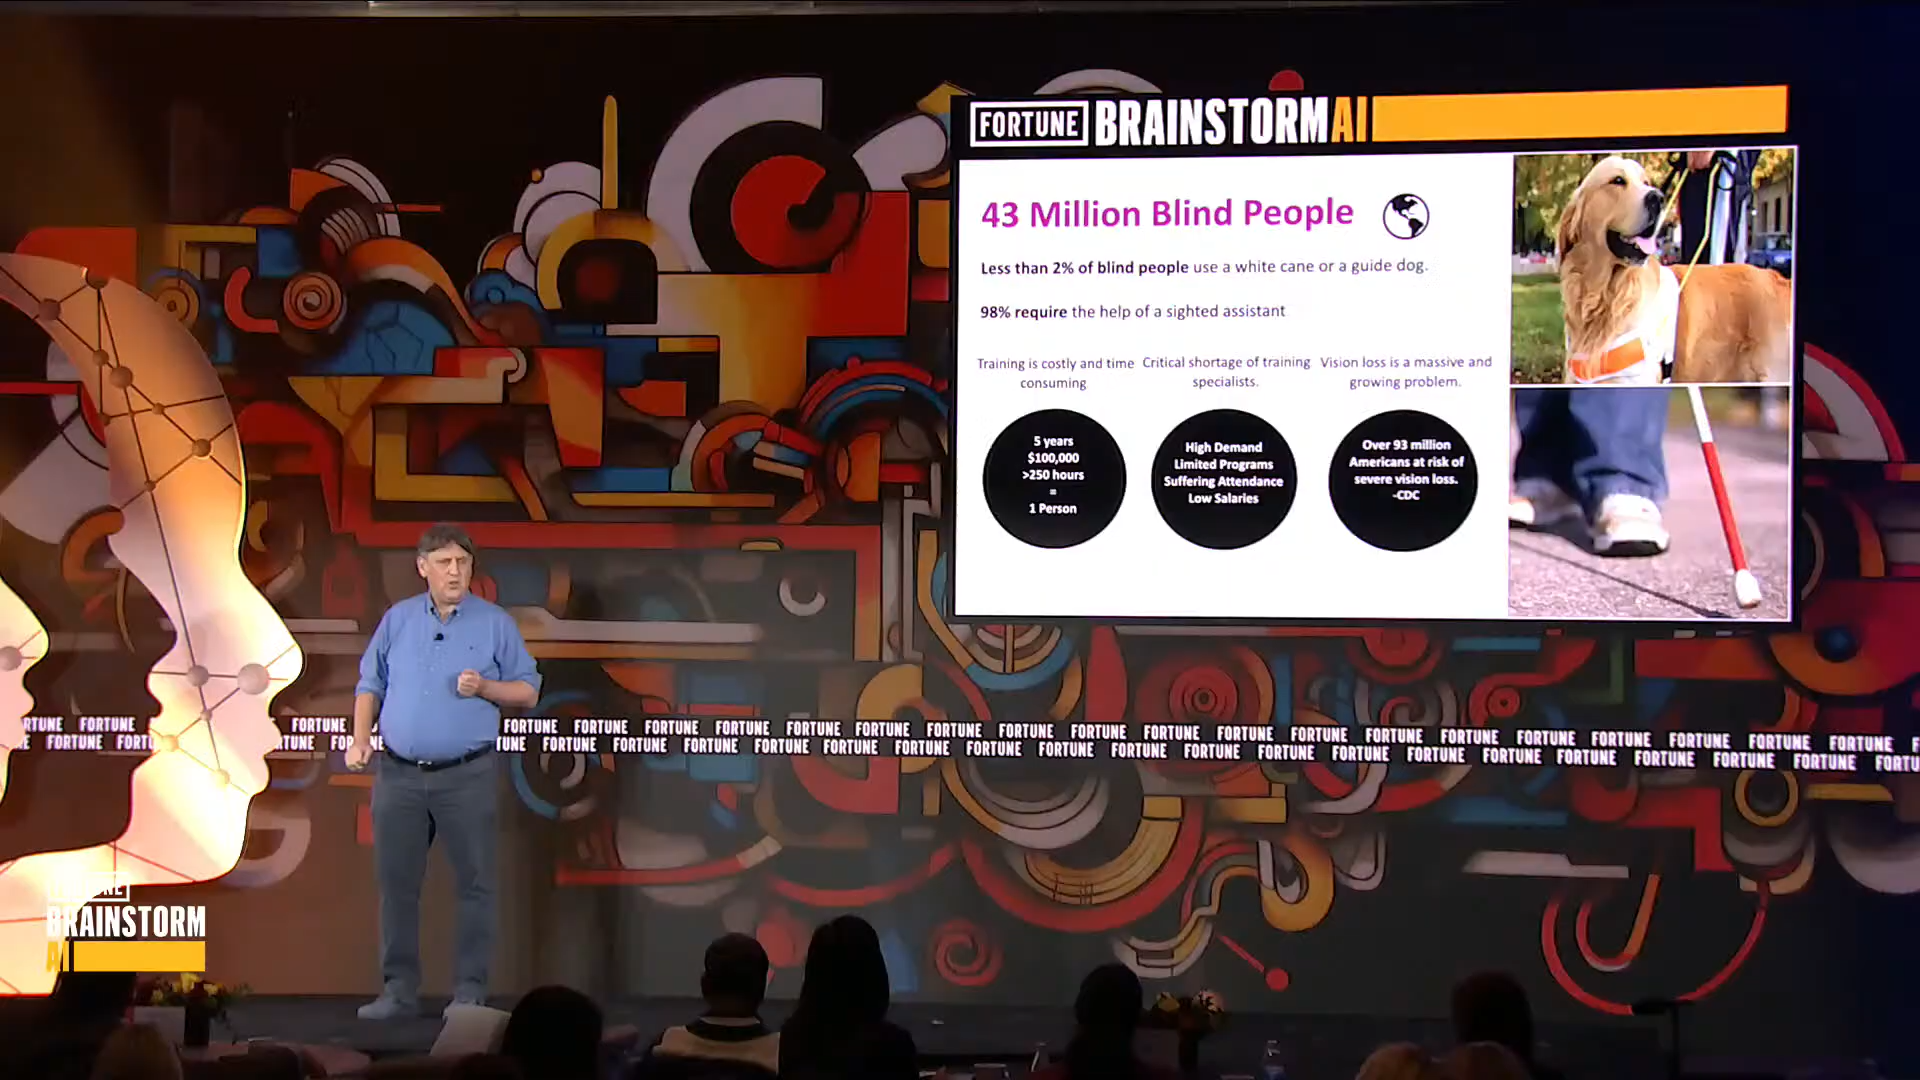 FORTUNE BRAINSTORM AI
43 Million Blind People
Less than 2% of blind people use a white cane or a guide dog.
98% require the help of a sighted assistant
Training is costly and time
consuming
Critical shortage of training
specialists.
Vision loss is a massive and
growing problem.
5 years
$100,000
>250 hours
=
1 Person
High Demand
Limited Programs
Suffering Attendance
Low Salaries
Over 93 million
Americans at risk of
severe vision loss.
-CDC
FORTUNE FORTUNE FORTUNE FORTUNE FORTUNE FORTUNE FORTUNE FORTUNE FORTUNE FORTUNE FORTUNE FORTUNE FORTUNE FORTUNE FORTUNE FORTUNE FORTUNE FORTUNE FORTUNE FORTUNE FORTUNE
FORTUNE FORTUNE FORTUNE FORTUNE FORTUNE FORTUNE FORTUNE FORTUNE FORTUNE FORTUNE FORTUNE FORTUNE FORTUNE FORTUNE FORTUNE FORTUNE FORTUNE FORTUNE FORTUNE
BRAINSTORM
AI